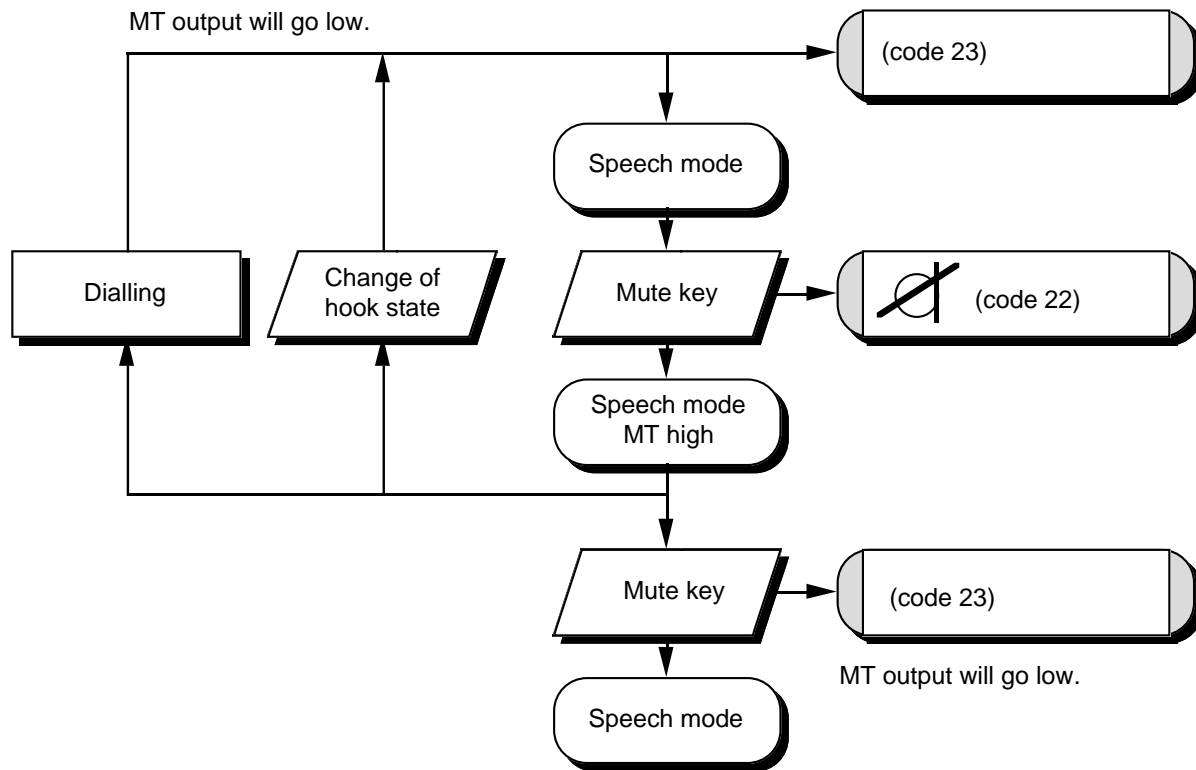 MT output will go low.
(code 23)
Speech mode
Dialling
Change of
hook state
Mute key
(code 22)
Speech mode
MT high
Mute key
(code 23)
MT output will go low.
Speech mode